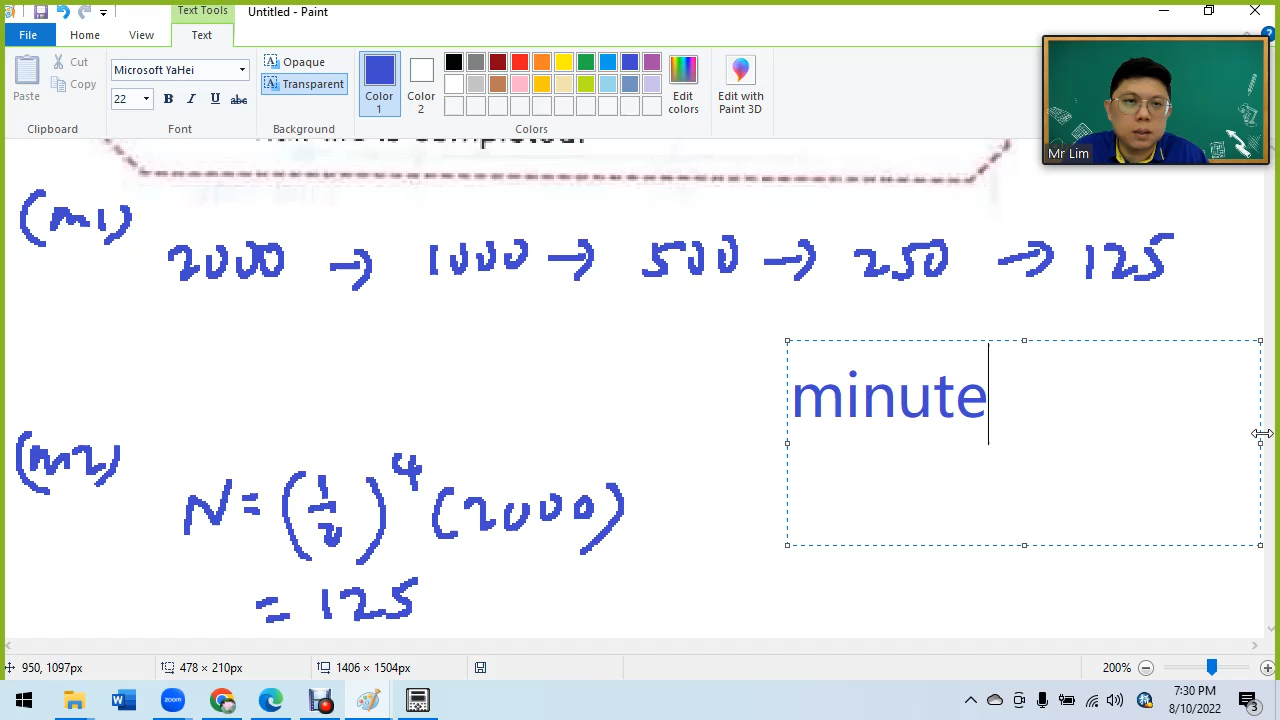 Text Tools
Untitled - Paint
File Home View Text
Paste
Cut
Copy
Clipboard
Microsoft YaHei
22 B I U abc
Font
Opaque
Transparent
Background
Color 1
Color 2
Colors
Edit colors
Edit with Paint 3D
Mr Lim
(m1)
2000 → 1000 → 500 → 250 → 125
minute
(m2)
N = (1/2)^4 (2000)
= 125
950, 1097px
478 × 210px
1406 × 1504px
200%
zoom
7:30 PM
8/10/2022
3